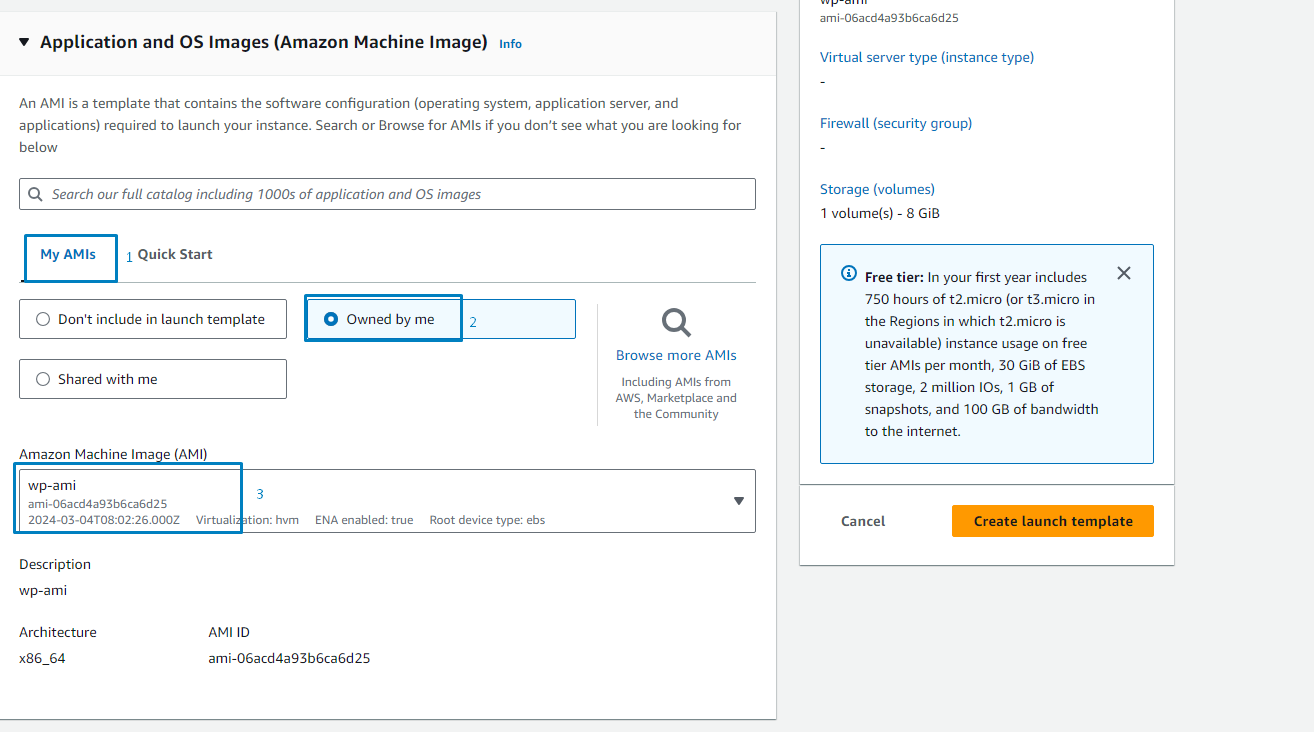 Application and OS Images (Amazon Machine Image) Info
An AMI is a template that contains the software configuration (operating system, application server, and
applications) required to launch your instance. Search or Browse for AMIs if you don't see what you are looking for
below
Search our full catalog including 1000s of application and OS images
My AMIs 1 Quick Start
Don't include in launch template
Owned by me 2
Shared with me
Browse more AMIs
Including AMIs from
AWS, Marketplace and
the Community
Amazon Machine Image (AMI)
wp-ami
ami-06acd4a93b6ca6d25
3
2024-03-04T08:02:26.000Z Virtualization: hvm ENA enabled: true Root device type: ebs
Description
wp-ami
Architecture AMI ID
x86_64 ami-06acd4a93b6ca6d25
wp-ami
ami-06acd4a93b6ca6d25
Virtual server type (instance type)
-
Firewall (security group)
-
Storage (volumes)
1 volume(s) - 8 GiB
Free tier: In your first year includes
750 hours of t2.micro (or t3.micro in
the Regions in which t2.micro is
unavailable) instance usage on free
tier AMIs per month, 30 GiB of EBS
storage, 2 million IOs, 1 GB of
snapshots, and 100 GB of bandwidth
to the internet.
Cancel Create launch template